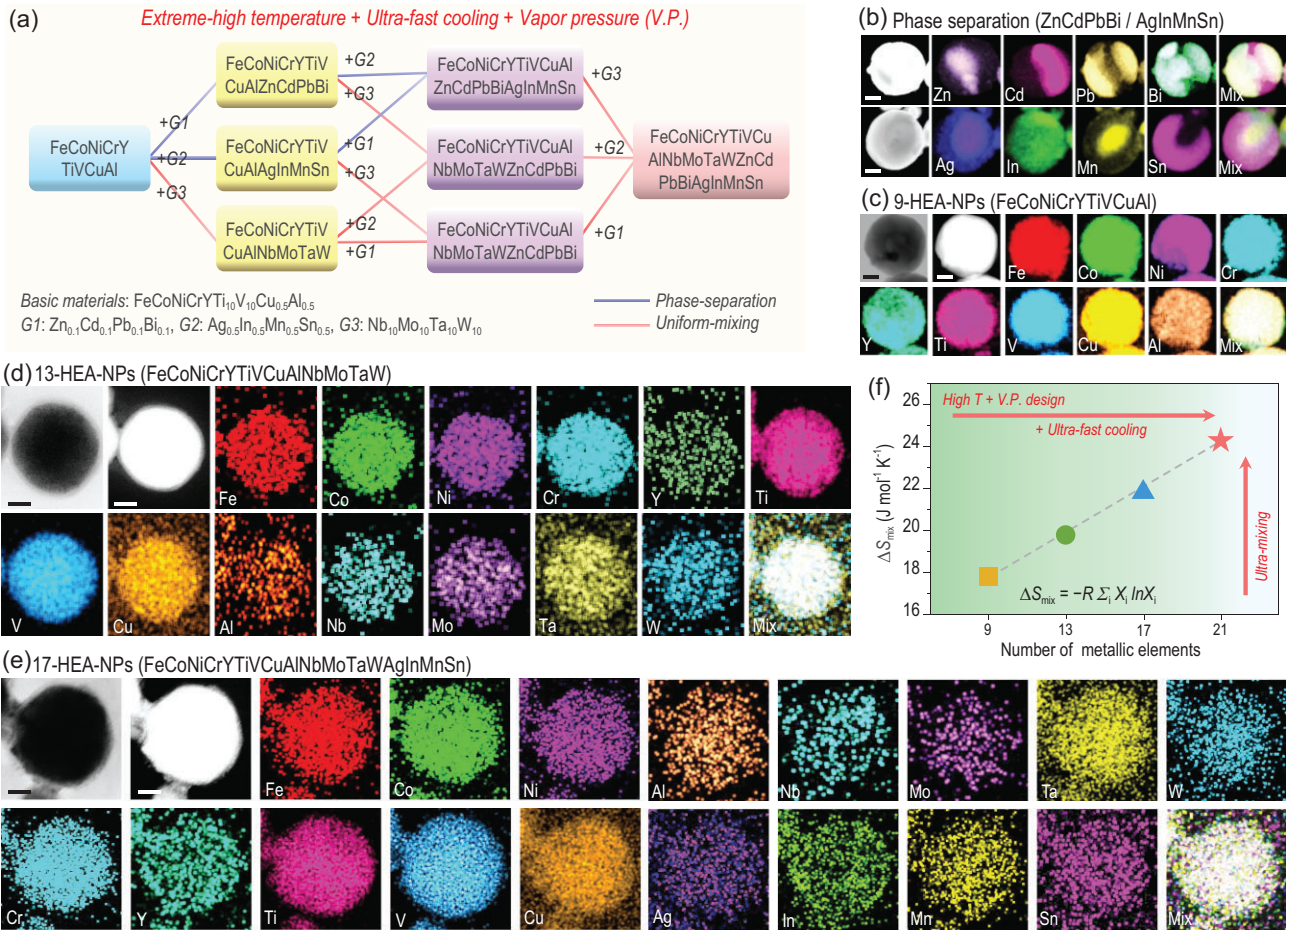 (a)
Extreme-high temperature + Ultra-fast cooling + Vapor pressure (V.P.)
FeCoNiCrY
TiVCuAl
+G1
+G2
+G3
FeCoNiCrYTiV
CuAlZnCdPbBi
FeCoNiCrYTiV
CuAlAgInMnSn
FeCoNiCrYTiV
CuAlNbMoTaW
+G2
+G3
+G1
+G3
+G2
+G1
FeCoNiCrYTiVCuAl
ZnCdPbBiAgInMnSn
FeCoNiCrYTiVCuAl
NbMoTaWZnCdPbBi
FeCoNiCrYTiVCuAl
NbMoTaWZnCdPbBi
+G3
+G2
+G1
FeCoNiCrYTiVCu
AlNbMoTaWZnCd
PbBiAgInMnSn
Basic materials: FeCoNiCrYTi₁₀V₁₀Cu₀.₅Al₀.₅
G1: Zn₀.₁Cd₀.₁Pb₀.₁Bi₀.₁, G2: Ag₀.₅In₀.₅Mn₀.₅Sn₀.₅, G3: Nb₁₀Mo₁₀Ta₁₀W₁₀
Phase-separation
Uniform-mixing
(b) Phase separation (ZnCdPbBi / AgInMnSn)
Zn Cd Pb Bi Mix
Ag In Mn Sn Mix
(c) 9-HEA-NPs (FeCoNiCrYTiVCuAl)
Fe Co Ni Cr
Y Ti V Cu Al Mix
(d) 13-HEA-NPs (FeCoNiCrYTiVCuAlNbMoTaW)
Fe Co Ni Cr Y Ti
V Cu Al Nb Mo Ta W Mix
(e) 17-HEA-NPs (FeCoNiCrYTiVCuAlNbMoTaWAgInMnSn)
Fe Co Ni Al Nb Mo Ta W
Cr Y Ti V Cu Ag In Mn Sn Mix
(f)
High T + V.P. design
+ Ultra-fast cooling
Ultra-mixing
ΔSmix = −R Σi Xi lnXi
ΔSmix (J mol⁻¹ K⁻¹)
26
24
22
20
18
16
9 13 17 21
Number of metallic elements